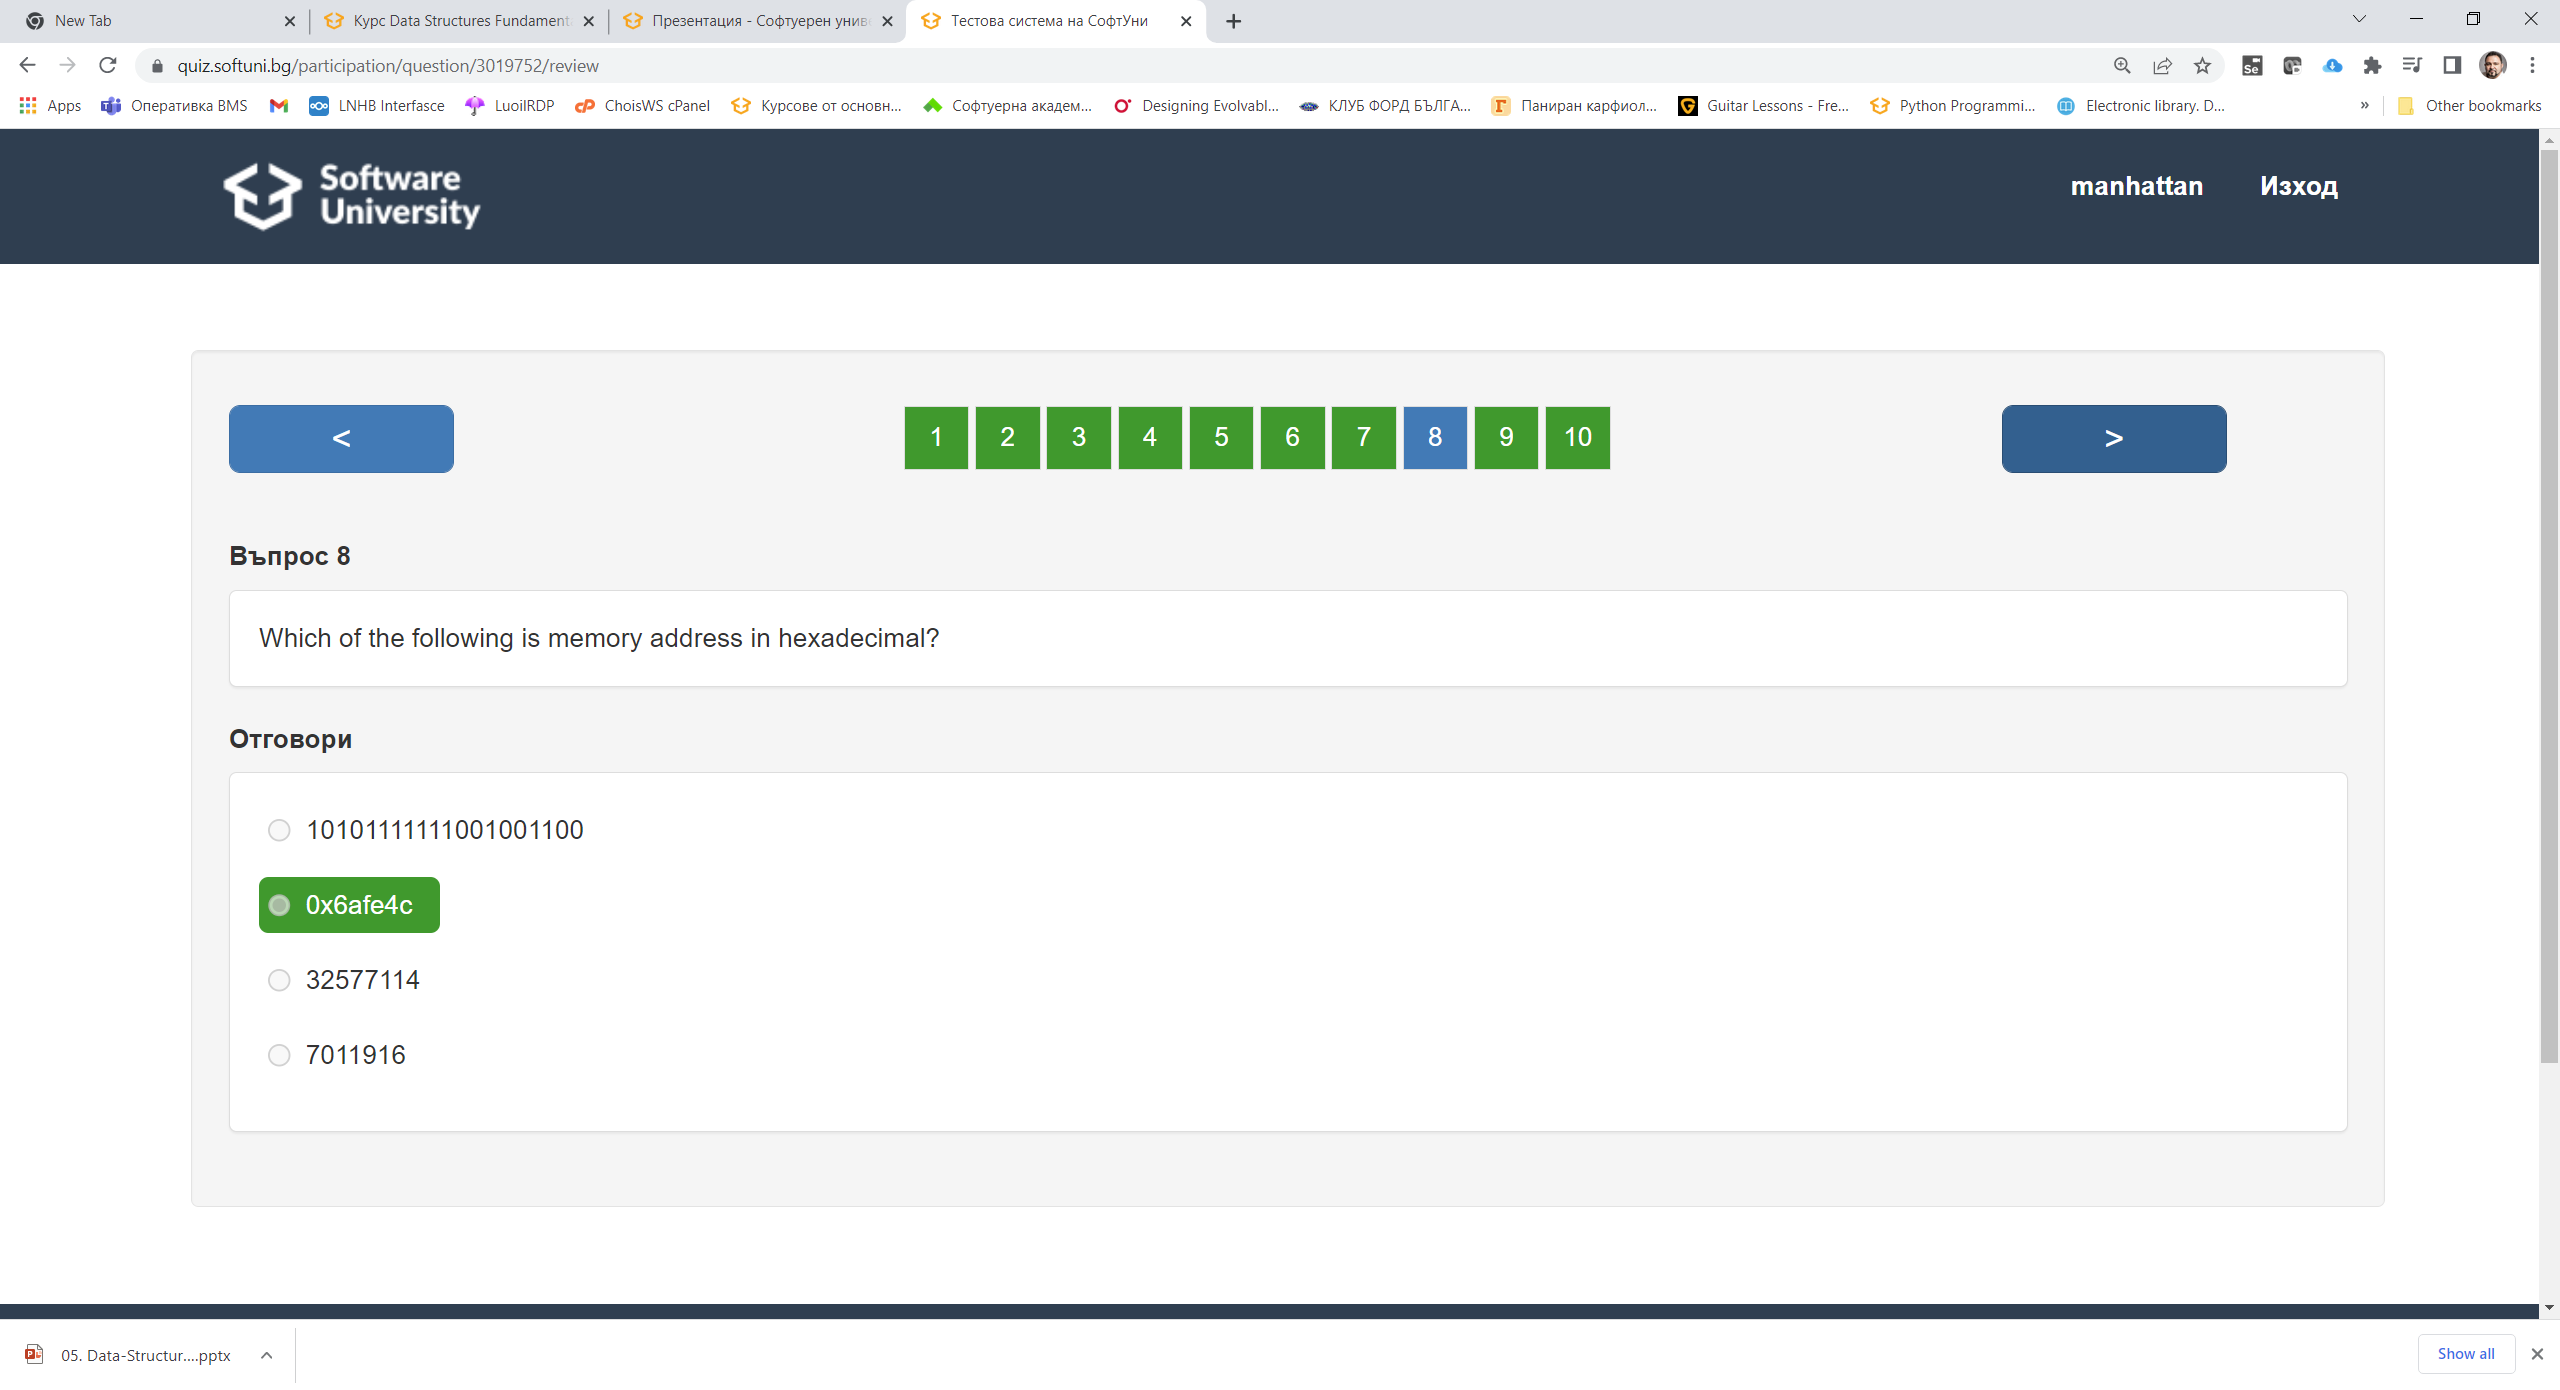 New Tab
Курс Data Structures Fundament
Презентация - Софтуерен униве
Тестова система на СофтУни
quiz.softuni.bg/participation/question/3019752/review
Apps
Оперативка BMS
LNHB Interfasce
LuoilRDP
ChoisWS cPanel
Курсове от основн...
Софтуерна академ...
Designing Evolvabl...
КЛУБ ФОРД БЪЛГА...
Паниран карфиол...
Guitar Lessons - Fre...
Python Programmi...
Electronic library. D...
»
Other bookmarks
Software
University
manhattan
Изход
<
1 2 3 4 5 6 7 8 9 10
>
Въпрос 8
Which of the following is memory address in hexadecimal?
Отговори
10101111111001001100
0x6afe4c
32577114
7011916
05. Data-Structur....pptx
Show all